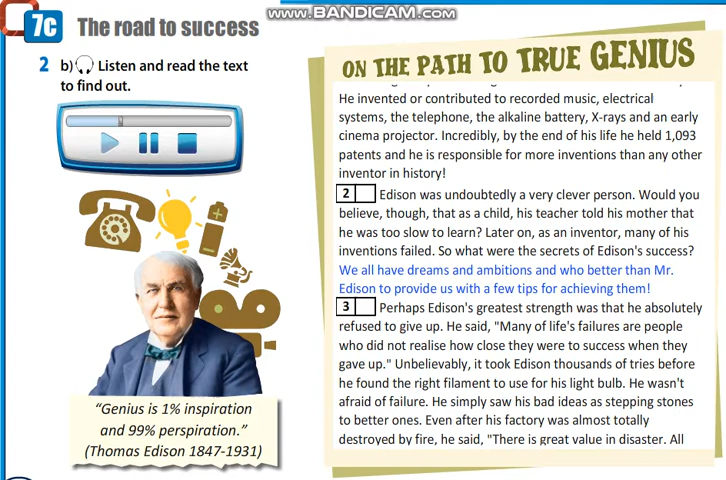 WWW.BANDICAM.COM
7c The road to success
2 b) Listen and read the text
to find out.
"Genius is 1% inspiration
and 99% perspiration."
(Thomas Edison 1847-1931)
ON THE PATH TO TRUE GENIUS
He invented or contributed to recorded music, electrical
systems, the telephone, the alkaline battery, X-rays and an early
cinema projector. Incredibly, by the end of his life he held 1,093
patents and he is responsible for more inventions than any other
inventor in history!
2 Edison was undoubtedly a very clever person. Would you
believe, though, that as a child, his teacher told his mother that
he was too slow to learn? Later on, as an inventor, many of his
inventions failed. So what were the secrets of Edison's success?
We all have dreams and ambitions and who better than Mr.
Edison to provide us with a few tips for achieving them!
3 Perhaps Edison's greatest strength was that he absolutely
refused to give up. He said, "Many of life's failures are people
who did not realise how close they were to success when they
gave up." Unbelievably, it took Edison thousands of tries before
he found the right filament to use for his light bulb. He wasn't
afraid of failure. He simply saw his bad ideas as stepping stones
to better ones. Even after his factory was almost totally
destroyed by fire, he said, "There is great value in disaster. All